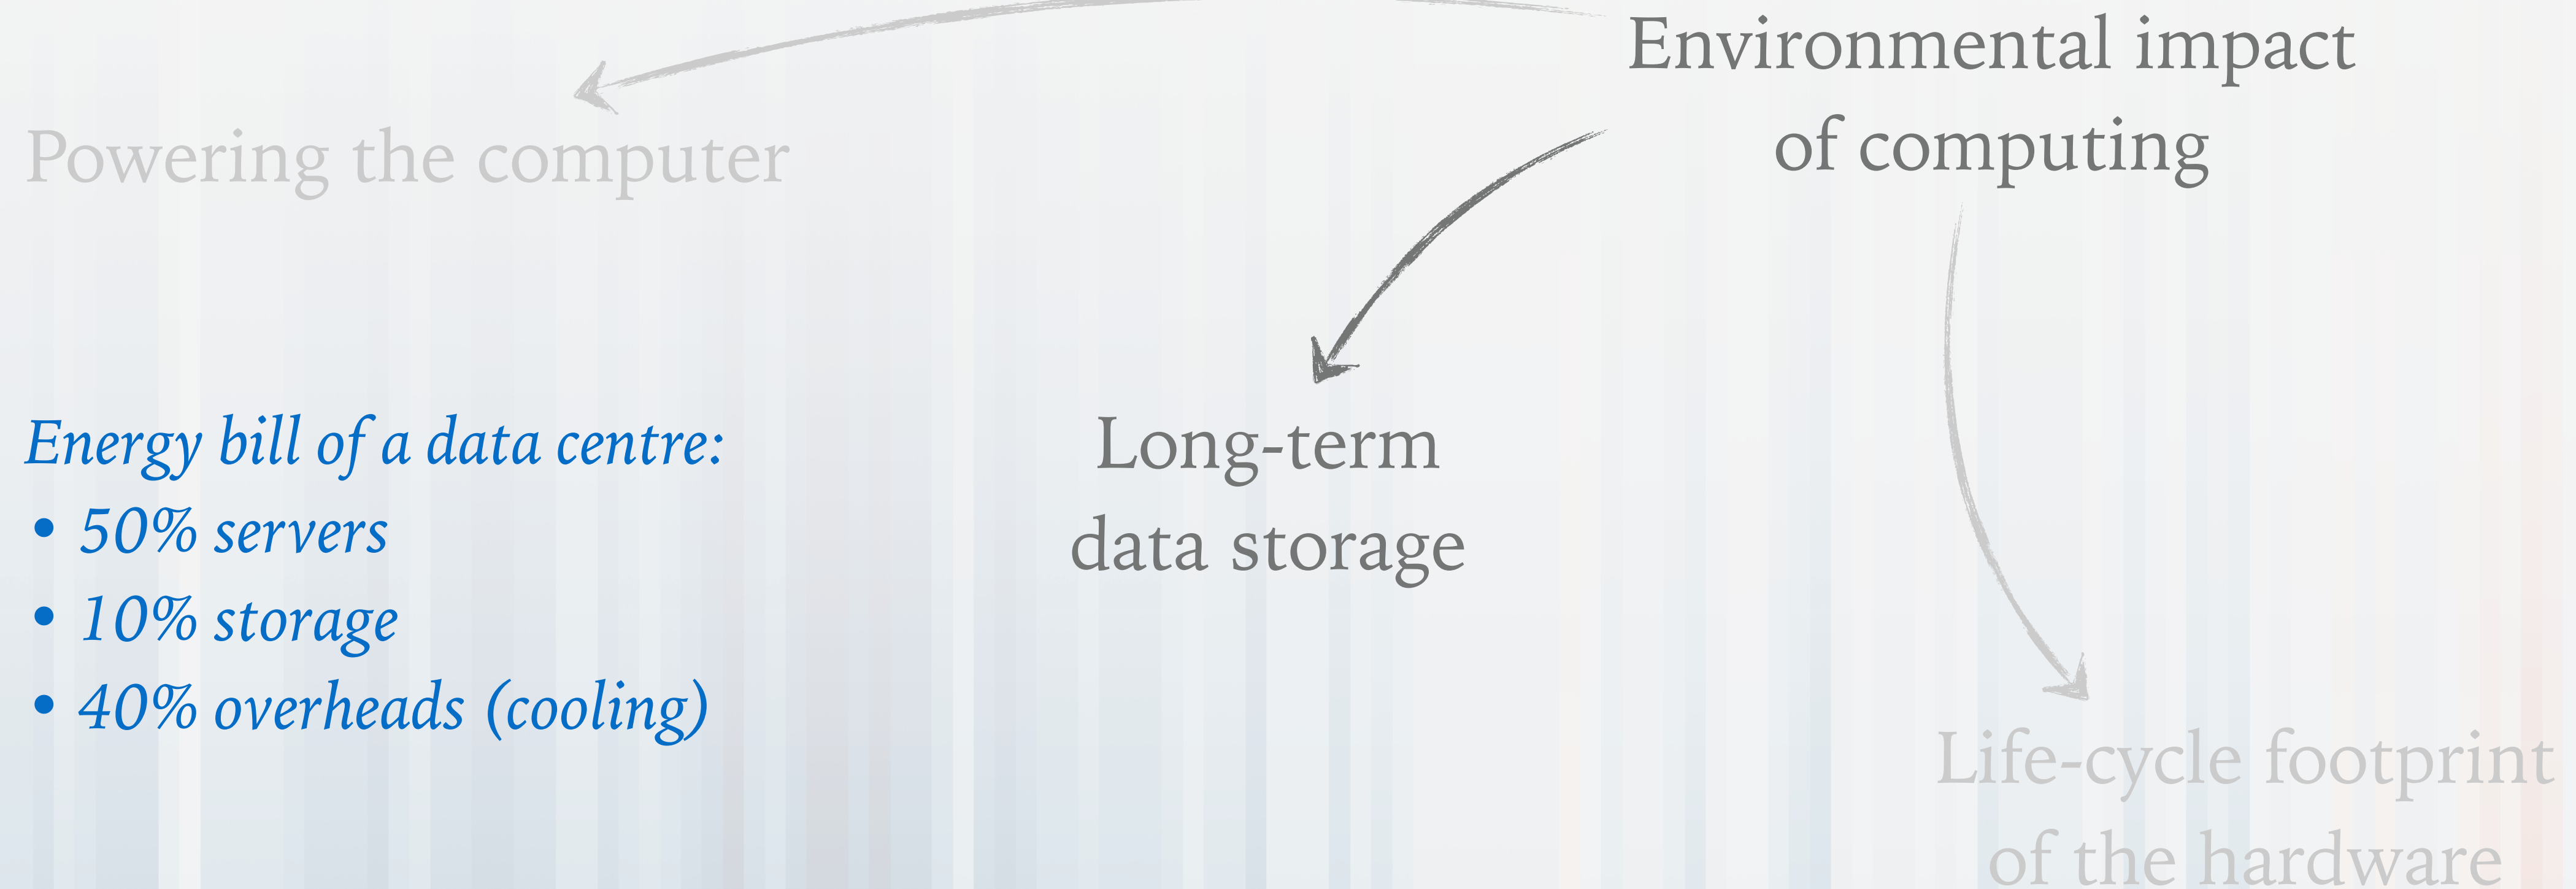 Environmental impact
of computing
Powering the computer
Long-term
data storage
Energy bill of a data centre:
• 50% servers
• 10% storage
• 40% overheads (cooling)
Life-cycle footprint
of the hardware